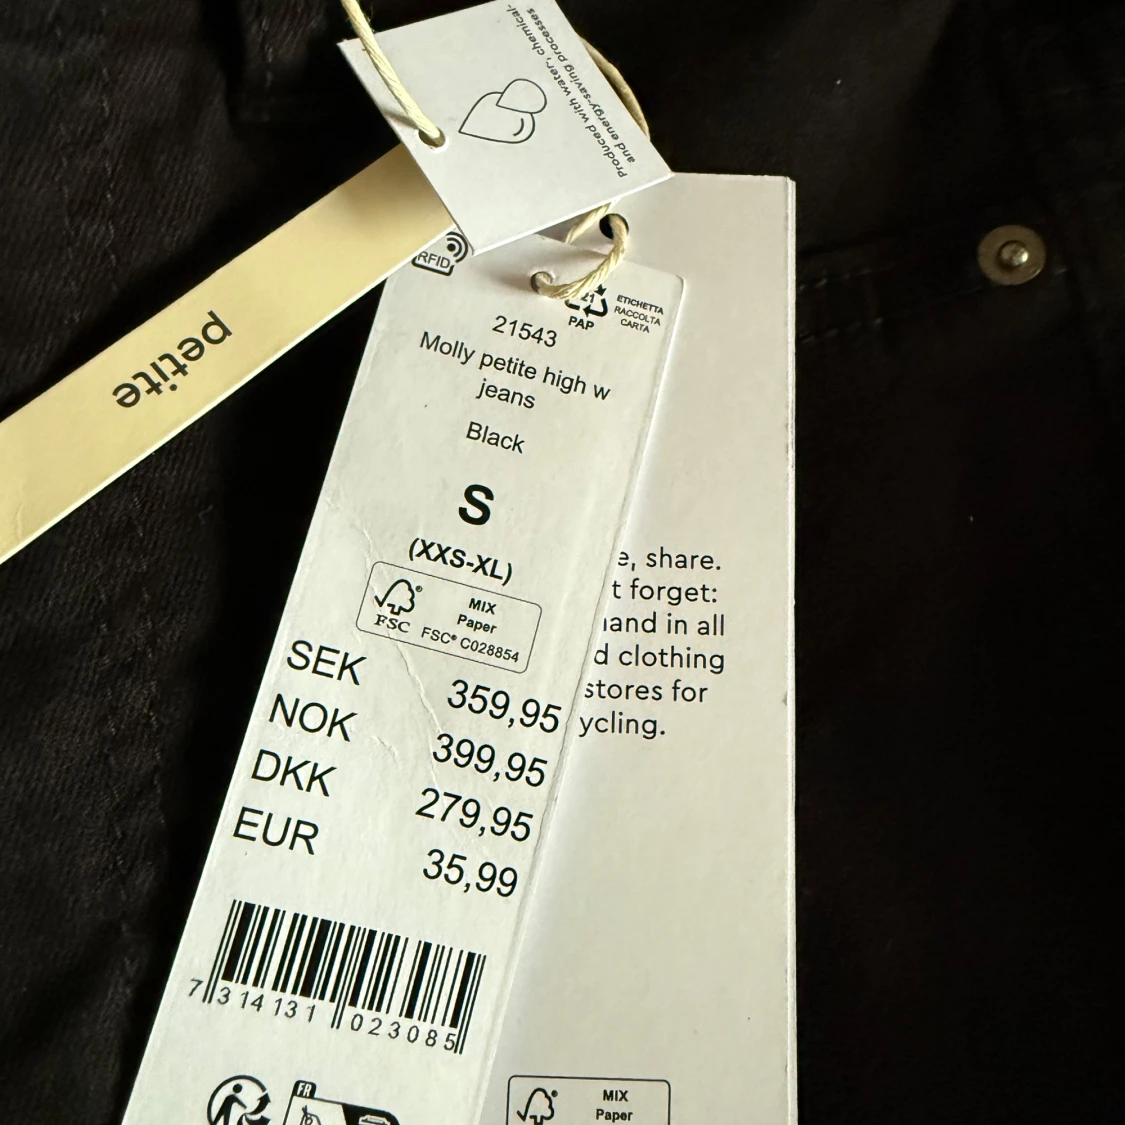 Produced with water, chemical-
and energy-saving processes
petite
RFID
21
PAP
ETICHETTA
RACCOLTA
CARTA
21543
Molly petite high w
jeans
Black
S
(XXS-XL)
FSC
MIX
Paper
FSC® C028854
SEK 359,95
NOK 399,95
DKK 279,95
EUR 35,99
7 314131 023085
FR
e, share.
t forget:
and in all
d clothing
stores for
ycling.
MIX
Paper